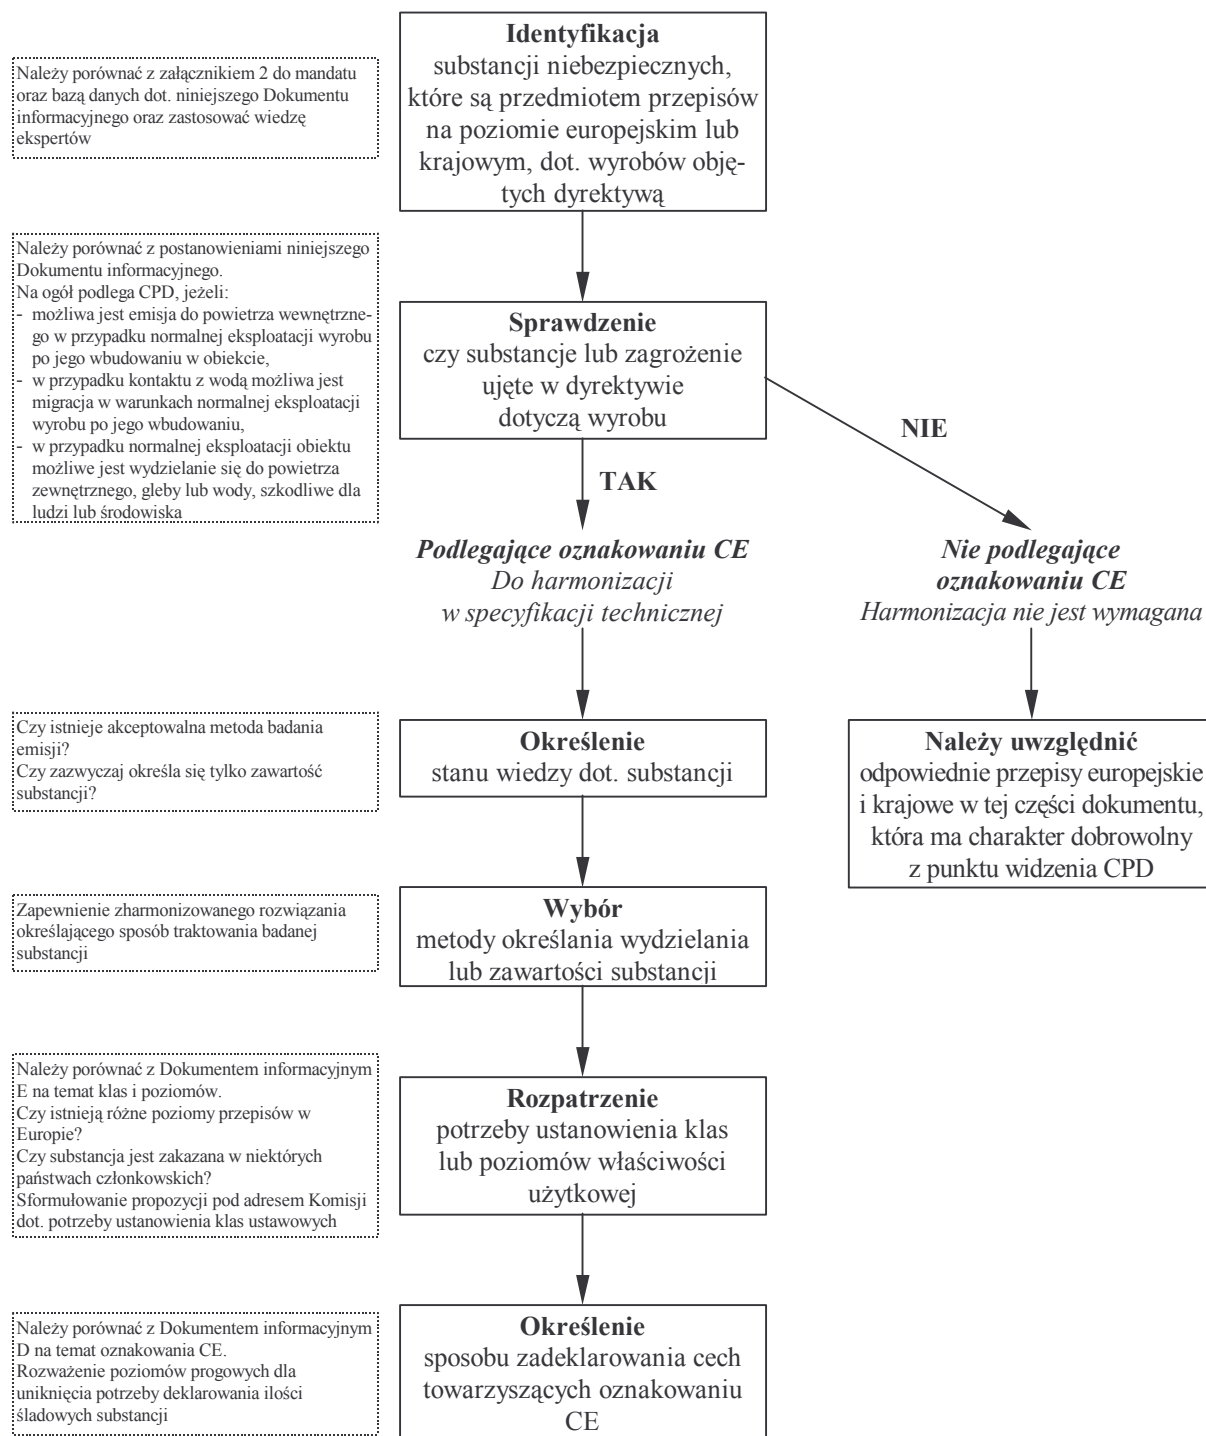 Identyfikacja
substancji niebezpiecznych,
które są przedmiotem przepisów
na poziomie europejskim lub
krajowym, dot. wyrobów obję-
tych dyrektywą
Należy porównać z załącznikiem 2 do mandatu
oraz bazą danych dot. niniejszego Dokumentu
informacyjnego oraz zastosować wiedzę
ekspertów
Należy porównać z postanowieniami niniejszego
Dokumentu informacyjnego.
Na ogół podlega CPD, jeżeli:
- możliwa jest emisja do powietrza wewnętrzne-
go w przypadku normalnej eksploatacji wyrobu
po jego wbudowaniu w obiekcie,
- w przypadku kontaktu z wodą możliwa jest
migracja w warunkach normalnej eksploatacji
wyrobu po jego wbudowaniu,
- w przypadku normalnej eksploatacji obiektu
możliwe jest wydzielanie się do powietrza
zewnętrznego, gleby lub wody, szkodliwe dla
ludzi lub środowiska
Sprawdzenie
czy substancje lub zagrożenie
ujęte w dyrektywie
dotyczą wyrobu
NIE
TAK
Podlegające oznakowaniu CE
Do harmonizacji
w specyfikacji technicznej
Nie podlegające
oznakowaniu CE
Harmonizacja nie jest wymagana
Czy istnieje akceptowalna metoda badania
emisji?
Czy zazwyczaj określa się tylko zawartość
substancji?
Określenie
stanu wiedzy dot. substancji
Należy uwzględnić
odpowiednie przepisy europejskie
i krajowe w tej części dokumentu,
która ma charakter dobrowolny
z punktu widzenia CPD
Zapewnienie zharmonizowanego rozwiązania
określającego sposób traktowania badanej
substancji
Wybór
metody określania wydzielania
lub zawartości substancji
Należy porównać z Dokumentem informacyjnym
E na temat klas i poziomów.
Czy istnieją różne poziomy przepisów w
Europie?
Czy substancja jest zakazana w niektórych
państwach członkowskich?
Sformułowanie propozycji pod adresem Komisji
dot. potrzeby ustanowienia klas ustawowych
Rozpatrzenie
potrzeby ustanowienia klas
lub poziomów właściwości
użytkowej
Należy porównać z Dokumentem informacyjnym
D na temat oznakowania CE.
Rozważenie poziomów progowych dla
uniknięcia potrzeby deklarowania ilości
śladowych substancji
Określenie
sposobu zadeklarowania cech
towarzyszących oznakowaniu
CE